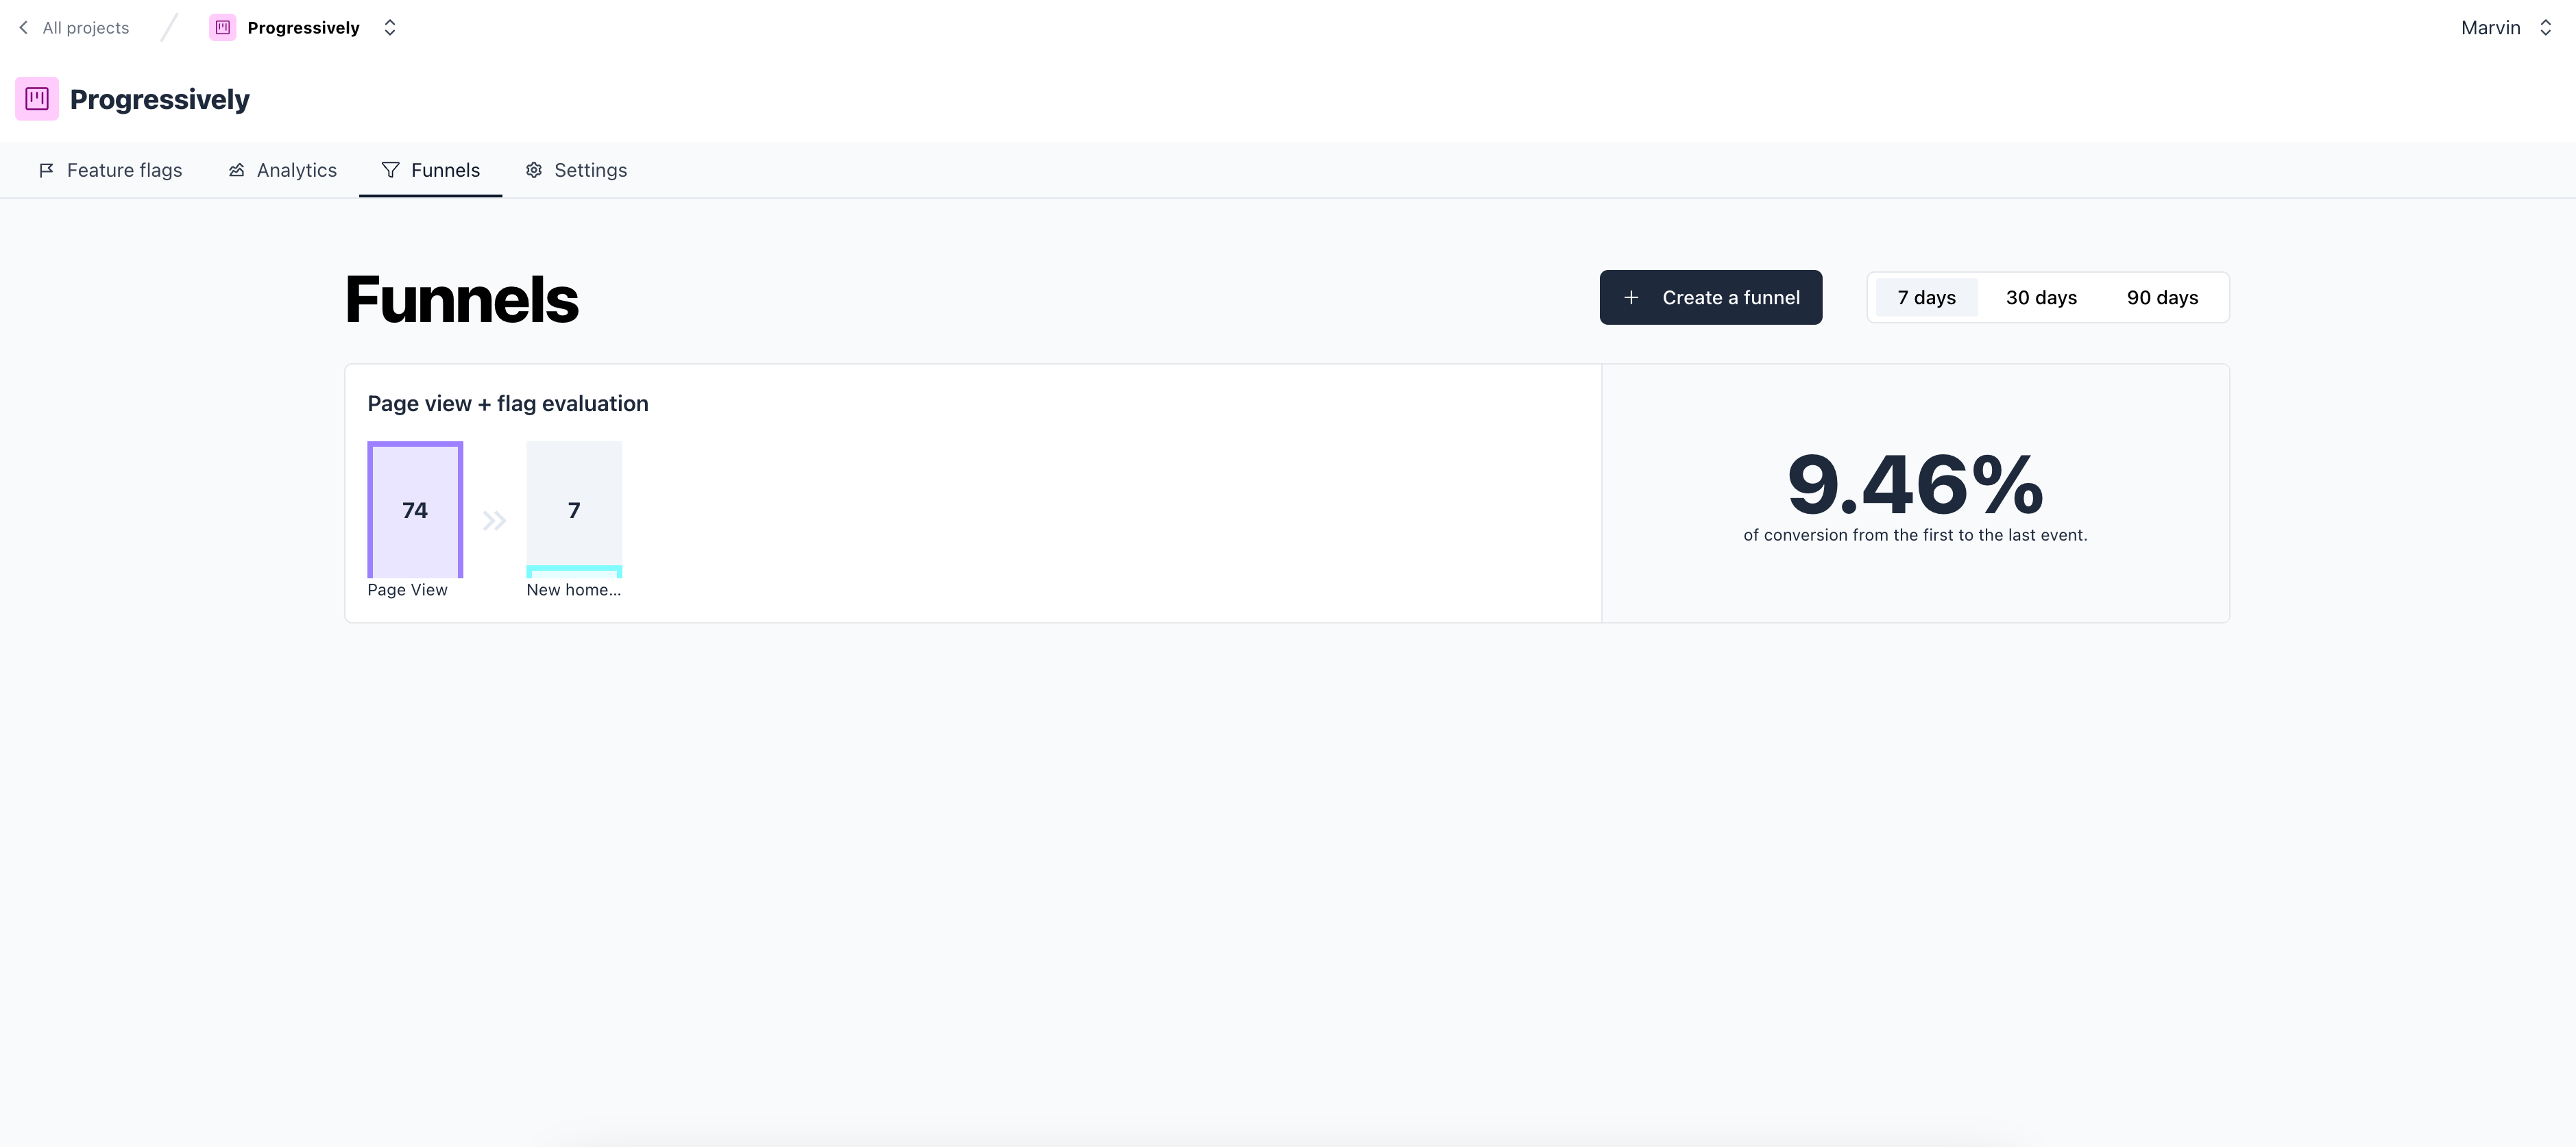 All projects
Progressively
Marvin
Progressively
Feature flags
Analytics
Funnels
Settings
Funnels
Create a funnel
7 days
30 days
90 days
Page view + flag evaluation
74
7
Page View
New home...
9.46%
of conversion from the first to the last event.